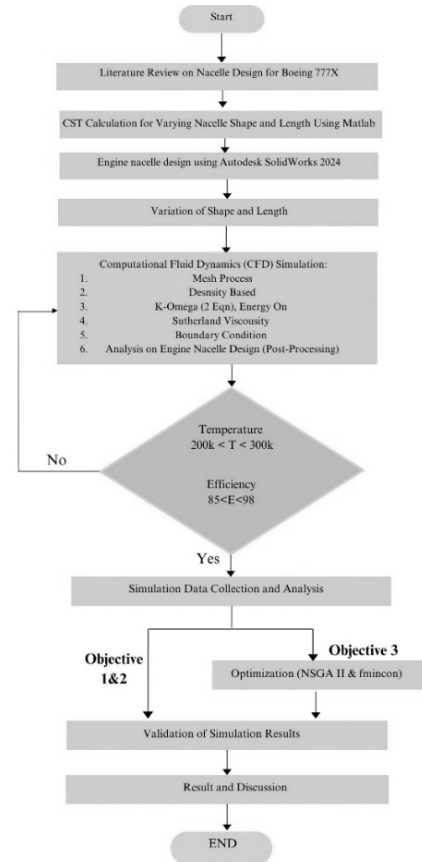 Start
Literature Review on Nacelle Design for Boeing 777X
CST Calculation for Varying Nacelle Shape and Length Using Matlab
Engine nacelle design using Autodesk SolidWorks 2024
Variation of Shape and Length
Computational Fluid Dynamics (CFD) Simulation:
1. Mesh Process
2. Desnsity Based
3. K-Omega (2 Eqn), Energy On
4. Sutherland Viscosity
5. Boundary Condition
6. Analysis on Engine Nacelle Design (Post-Processing)
Temperature
200k < T < 300k
No
Efficiency
85<E<98
Yes
Simulation Data Collection and Analysis
Objective
1&2
Objective 3
Optimization (NSGA II & fmincon)
Validation of Simulation Results
Result and Discussion
END